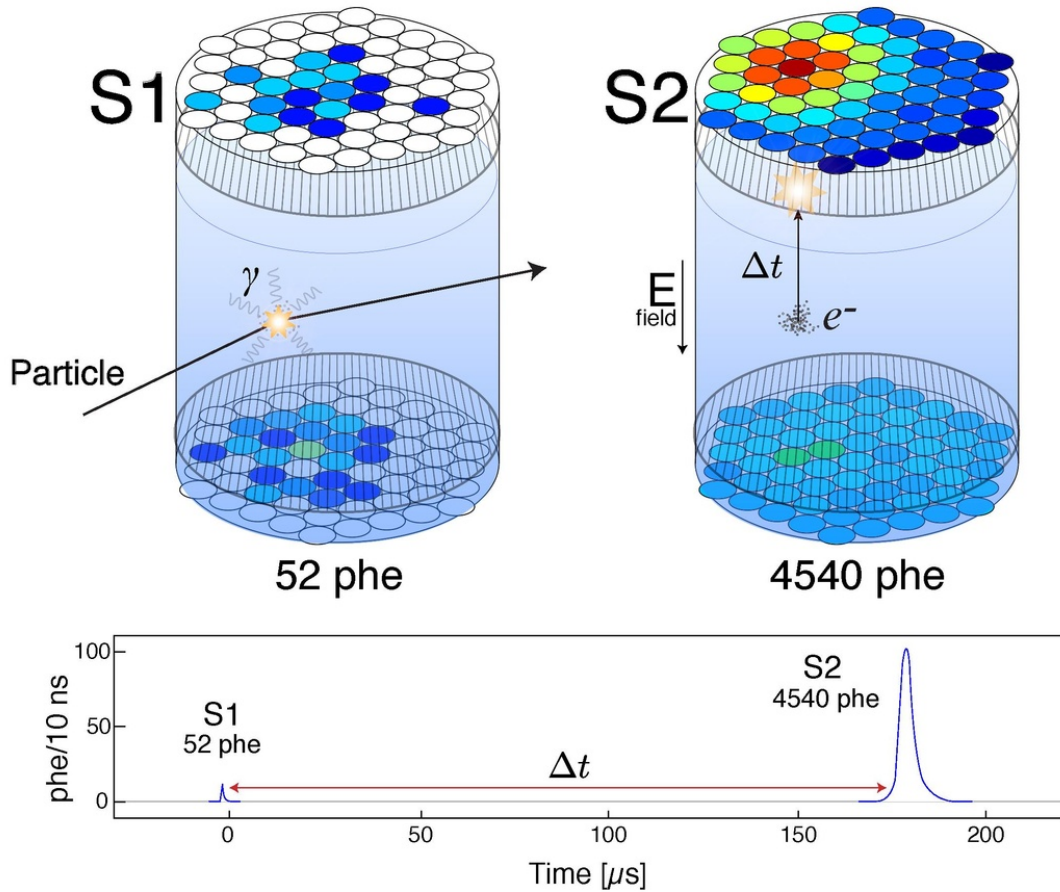 S1
S2
γ
Δt
E
field
e-
Particle
52 phe
4540 phe
phe/10 ns
100
50
0
S1
52 phe
S2
4540 phe
Δt
0
50
100
150
200
Time [μs]